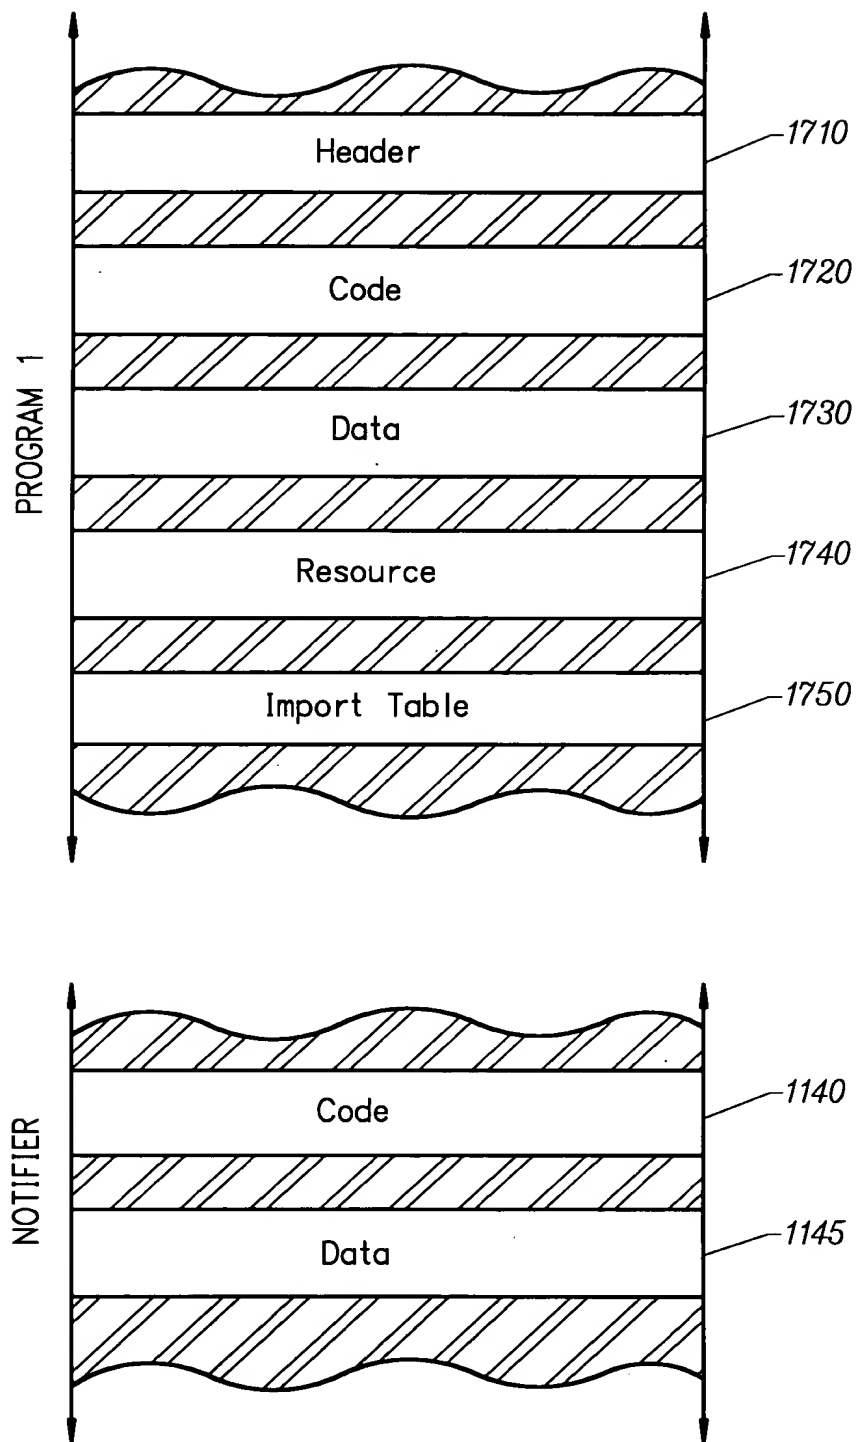 PROGRAM 1
Header
1710
Code
1720
Data
1730
Resource
1740
Import Table
1750
NOTIFIER
Code
1140
Data
1145